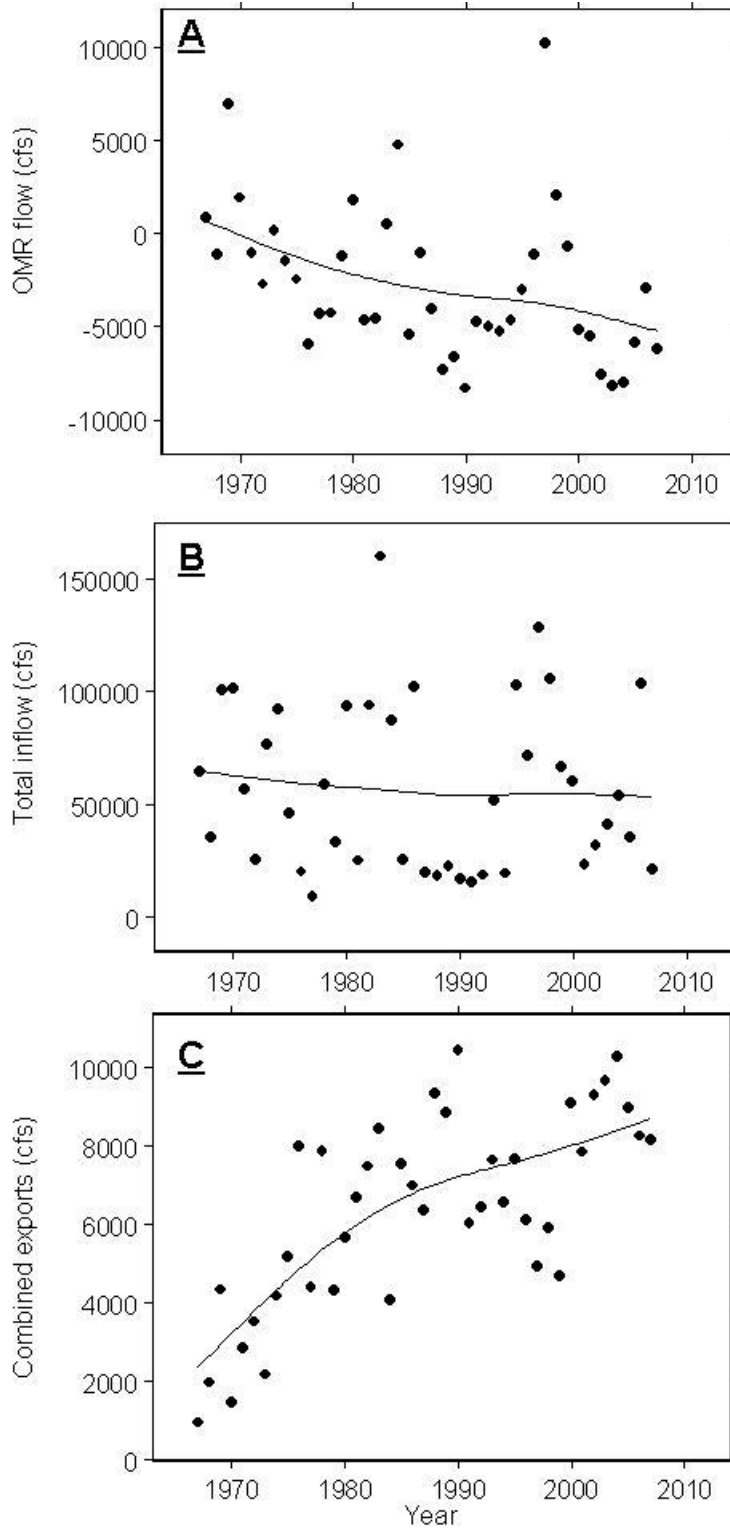 A
10000
5000
0
-5000
-10000
OMR flow (cfs)
1970 1980 1990 2000 2010
B
150000
100000
50000
0
Total inflow (cfs)
1970 1980 1990 2000 2010
C
10000
8000
6000
4000
2000
0
Combined exports (cfs)
1970 1980 1990 2000 2010
Year